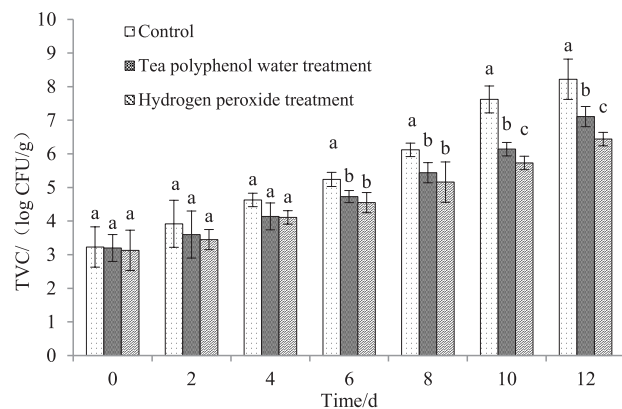 10
9
8
7
6
5
4
3
2
1
0
TVC/（log CFU/g）
Control
Tea polyphenol water treatment
Hydrogen peroxide treatment
a a a
a a a
a a a
a b b
a b b
a b c
a b c
0 2 4 6 8 10 12
Time/d